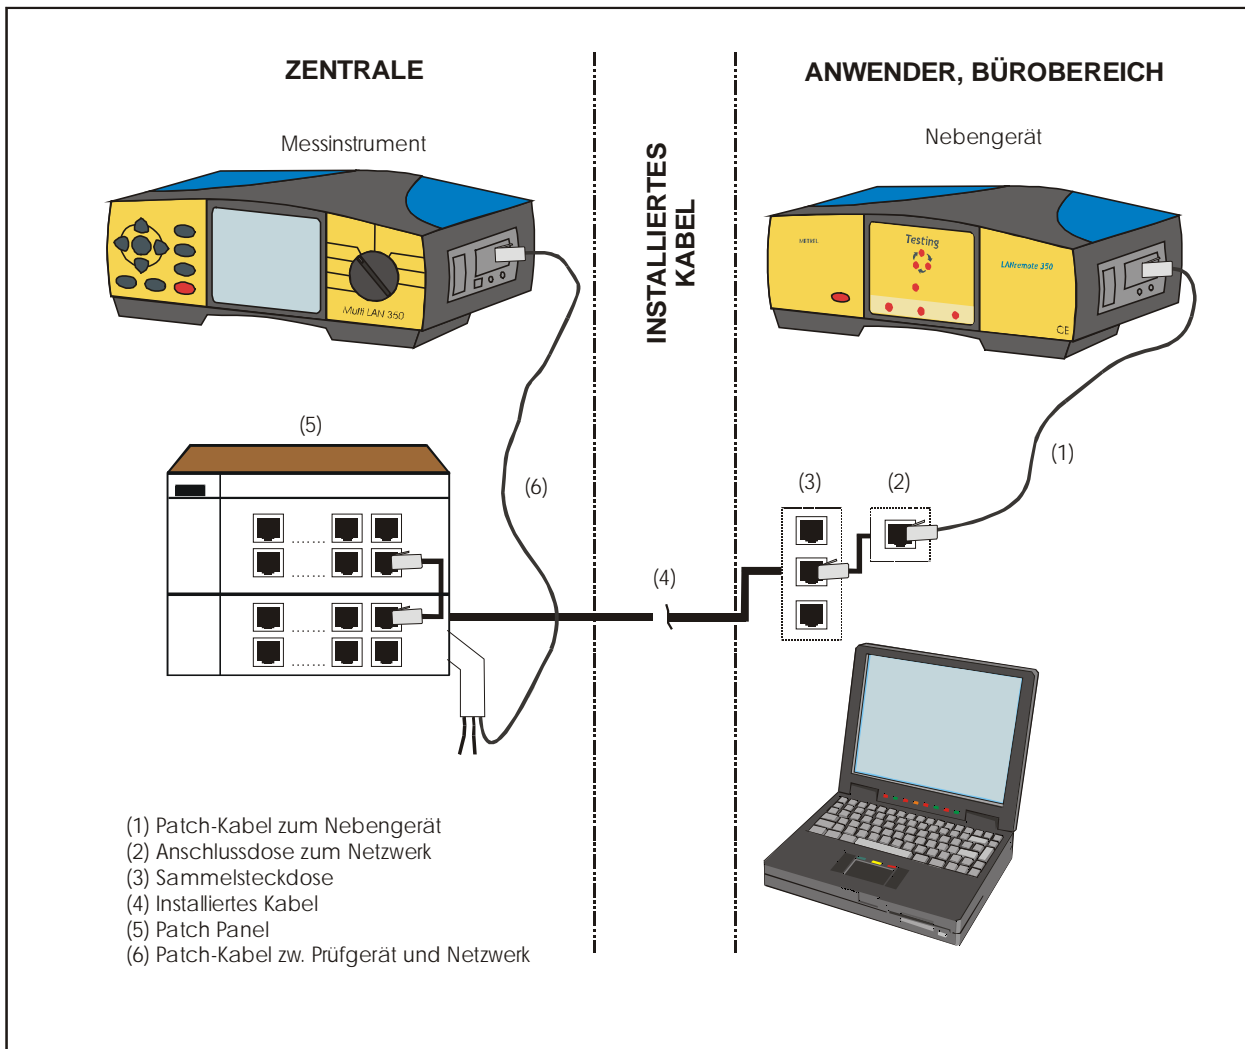 ZENTRALE
ANWENDER, BÜROBEREICH
Messinstrument
Nebengerät
INSTALLIERTES
KABEL
Multi LAN 350
METREL
Testing
LANremote 350
CE
(5)
(6)
(1)
(3)
(2)
(4)
(1) Patch-Kabel zum Nebengerät
(2) Anschlussdose zum Netzwerk
(3) Sammelsteckdose
(4) Installiertes Kabel
(5) Patch Panel
(6) Patch-Kabel zw. Prüfgerät und Netzwerk